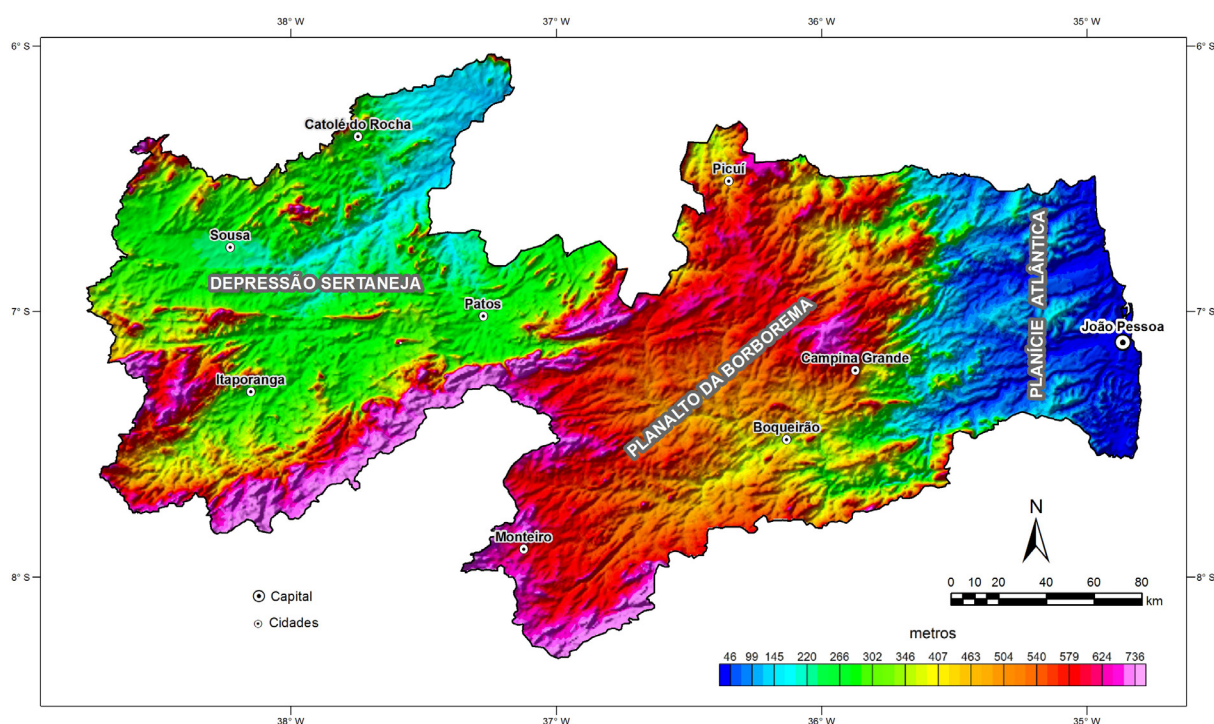 38° W
37° W
36° W
35° W
6° S
6° S
Catolé do Rocha
Picuí
Sousa
DEPRESSÃO SERTANEJA
Patos
PLANALTO DA BORBOREMA
PLANÍCIE ATLÂNTICA
7° S
7° S
João Pessoa
Campina Grande
Itaporanga
Boqueirão
Monteiro
N
8° S
8° S
0 10 20 40 60 80
km
Capital
Cidades
metros
46 99 145 220 266 302 346 407 463 504 540 579 624 736
38° W
37° W
36° W
35° W